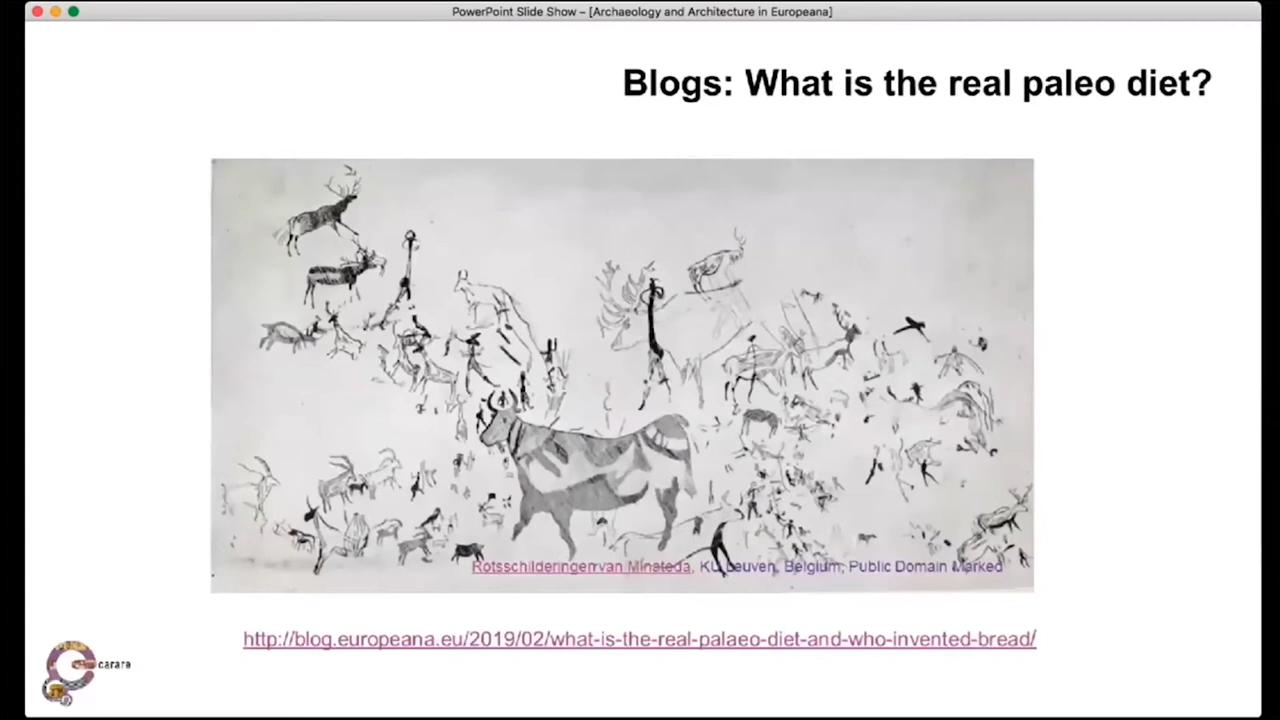 PowerPoint Slide Show – [Archaeology and Architecture in Europeana]
Blogs: What is the real paleo diet?
Rotsschilderingen van Minateda, KU Leuven, Belgium, Public Domain Marked
http://blog.europeana.eu/2019/02/what-is-the-real-palaeo-diet-and-who-invented-bread/
carare